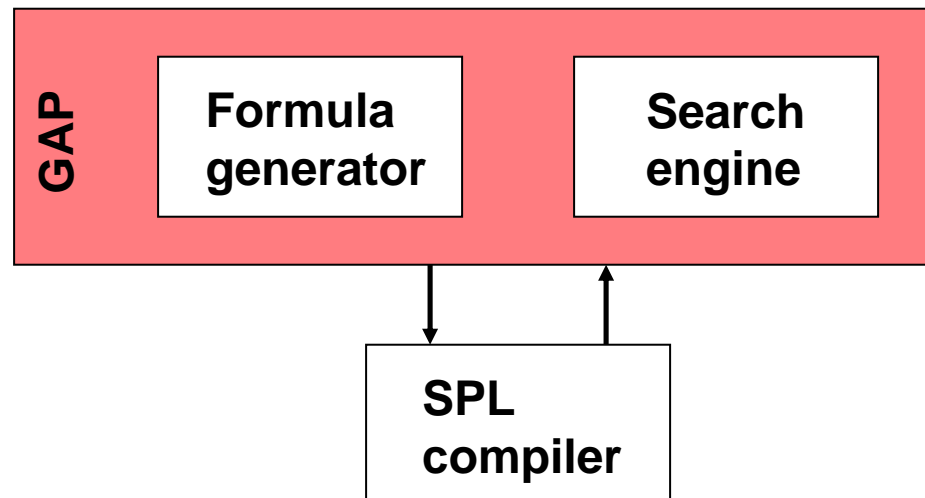 GAP
Formula
generator
Search
engine
SPL
compiler